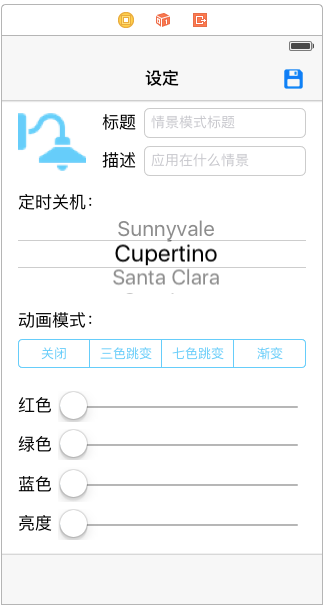 设定
标题 情景模式标题
描述 应用在什么情景
定时关机：
Sunnyvale
Cupertino
Santa Clara
动画模式：
关闭 三色跳变 七色跳变 渐变
红色
绿色
蓝色
亮度